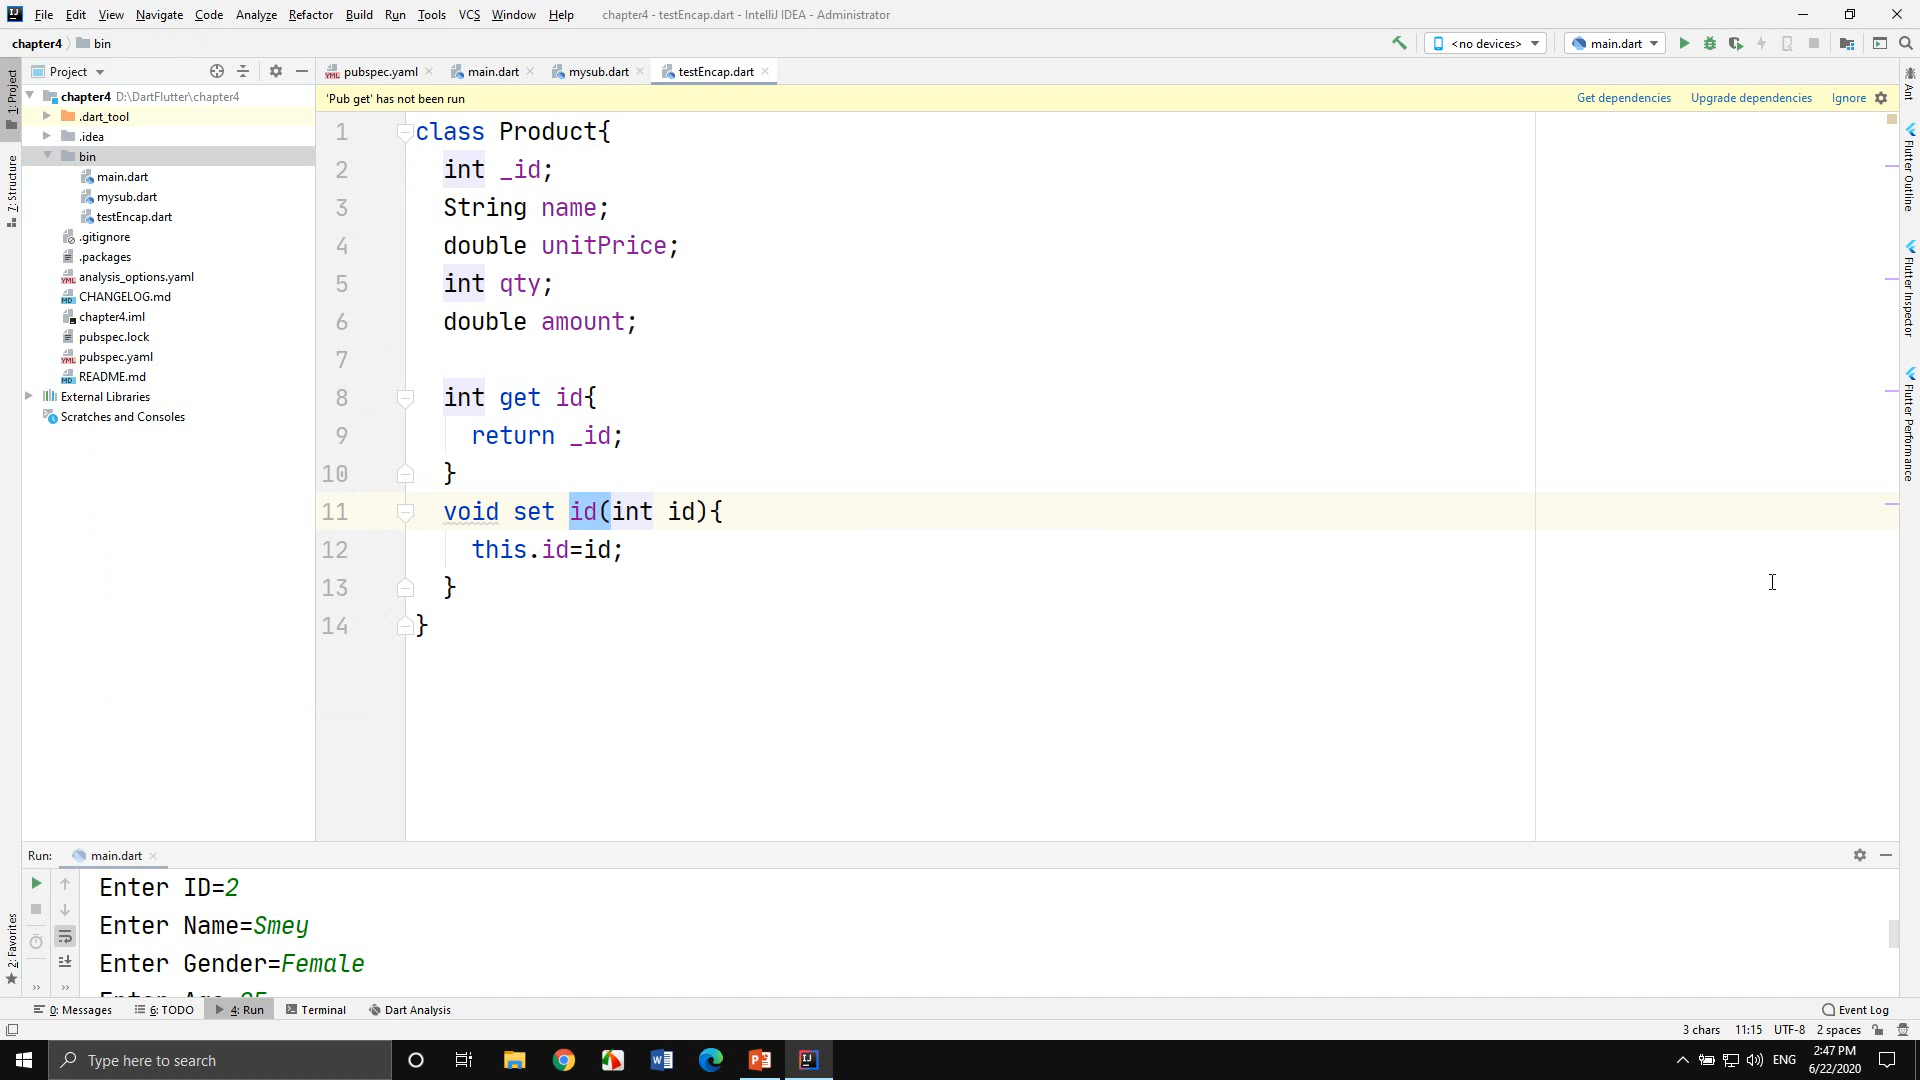 File Edit View Navigate Code Analyze Refactor Build Run Tools VCS Window Help chapter4 - testEncap.dart - IntelliJ IDEA - Administrator
chapter4 bin
<no devices> main.dart
Project
pubspec.yaml main.dart mysub.dart testEncap.dart
'Pub get' has not been run Get dependencies Upgrade dependencies Ignore
1: Project
7: Structure
2: Favorites
chapter4 D:\DartFlutter\chapter4
.dart_tool
.idea
bin
main.dart
mysub.dart
testEncap.dart
.gitignore
.packages
analysis_options.yaml
CHANGELOG.md
chapter4.iml
pubspec.lock
pubspec.yaml
README.md
External Libraries
Scratches and Consoles
1 class Product{
2 int _id;
3 String name;
4 double unitPrice;
5 int qty;
6 double amount;
7
8 int get id{
9 return _id;
10 }
11 void set id(int id){
12 this.id=id;
13 }
14 }
Ant
Flutter Outline
Flutter Inspector
Flutter Performance
Run: main.dart
Enter ID=2
Enter Name=Smey
Enter Gender=Female
0: Messages 6: TODO 4: Run Terminal Dart Analysis Event Log
3 chars 11:15 UTF-8 2 spaces
Type here to search
ENG
2:47 PM
6/22/2020